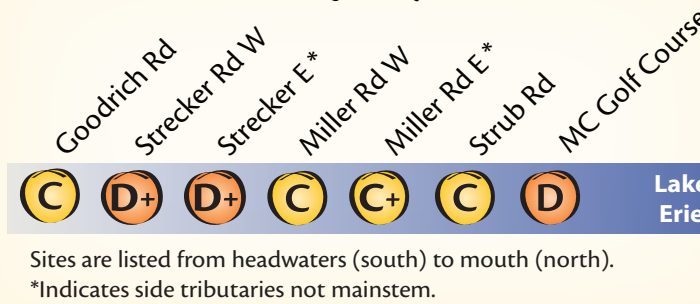 Goodrich Rd
Strecker Rd W
Strecker E*
Miller Rd W
Miller Rd E*
Strub Rd
MC Golf Course
C
D+
D+
C
C+
C
D
Lake
Erie
Sites are listed from headwaters (south) to mouth (north).
*Indicates side tributaries not mainstem.